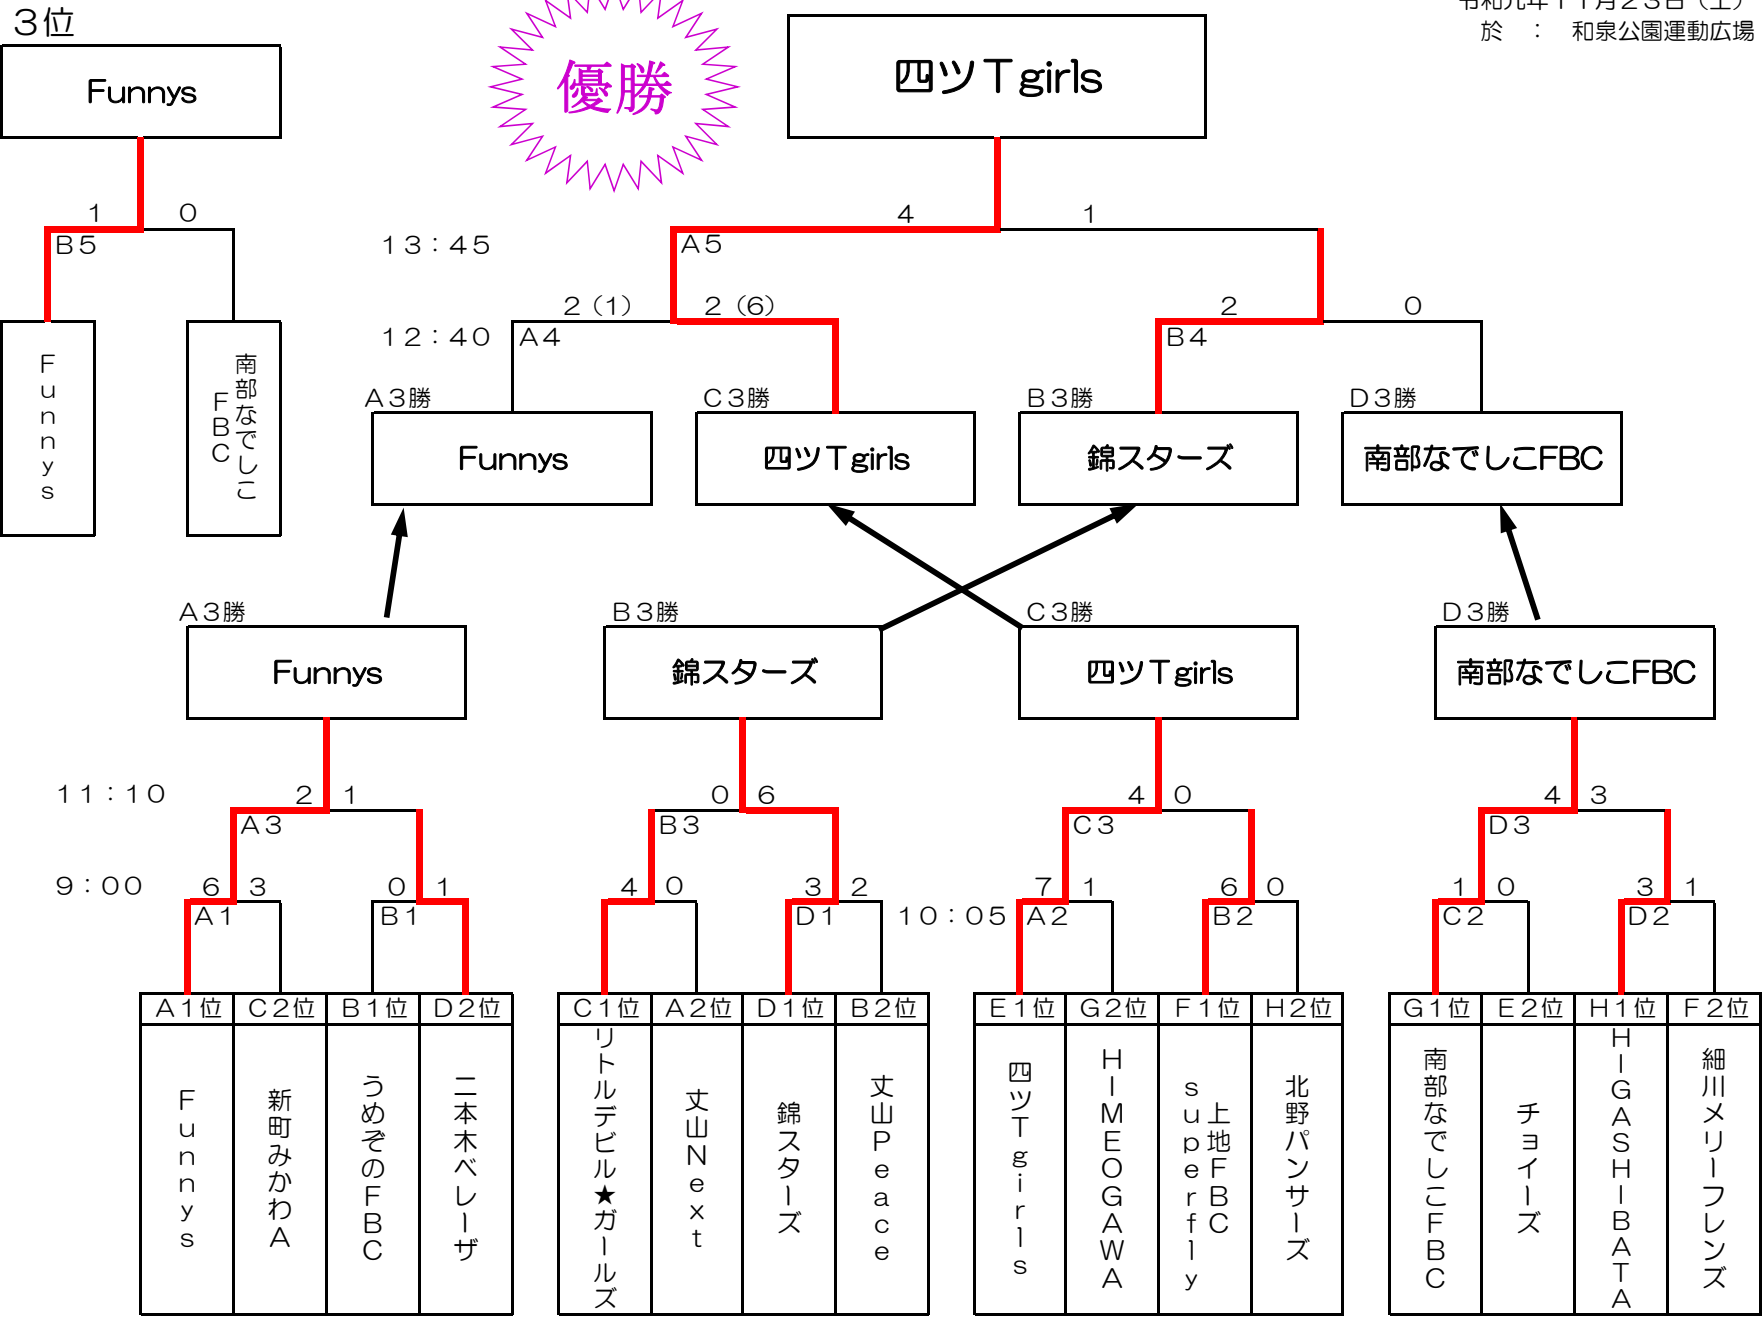 令和元年１１月２３日（土）
３位
於　：　和泉公園運動広場
Funnys
優勝
四ツＴgirls
1　0
B5
13：45
4　1
A5
2（1）　2（6）
2　0
12：40
A4
B4
Funnys
南部なでしこ
FBC
A3勝
C3勝
B3勝
D3勝
Funnys
四ツＴgirls
錦スターズ
南部なでしこFBC
A3勝
B3勝
C3勝
D3勝
Funnys
錦スターズ
四ツＴgirls
南部なでしこFBC
11：10
2　1
0　6
4　0
4　3
A3
B3
C3
D3
9：00
6　3
0　1
4　0
3　2
7　1
6　0
1　0
3　1
A1
B1
D1
10：05
A2
B2
C2
D2
A1位
C2位
B1位
D2位
C1位
A2位
D1位
B2位
E1位
G2位
F1位
H2位
G1位
E2位
H1位
F2位
Funnys
新町みかわA
うめぞのFBC
二本木ベレーザ
リトルデビル★ガールズ
丈山Next
錦スターズ
丈山Peace
四ツTgirls
HIMEOGAWA
上地FBC
superfly
北野パンサーズ
南部なでしこFBC
チョイーズ
HIGASHIBATA
細川メリーフレンズ